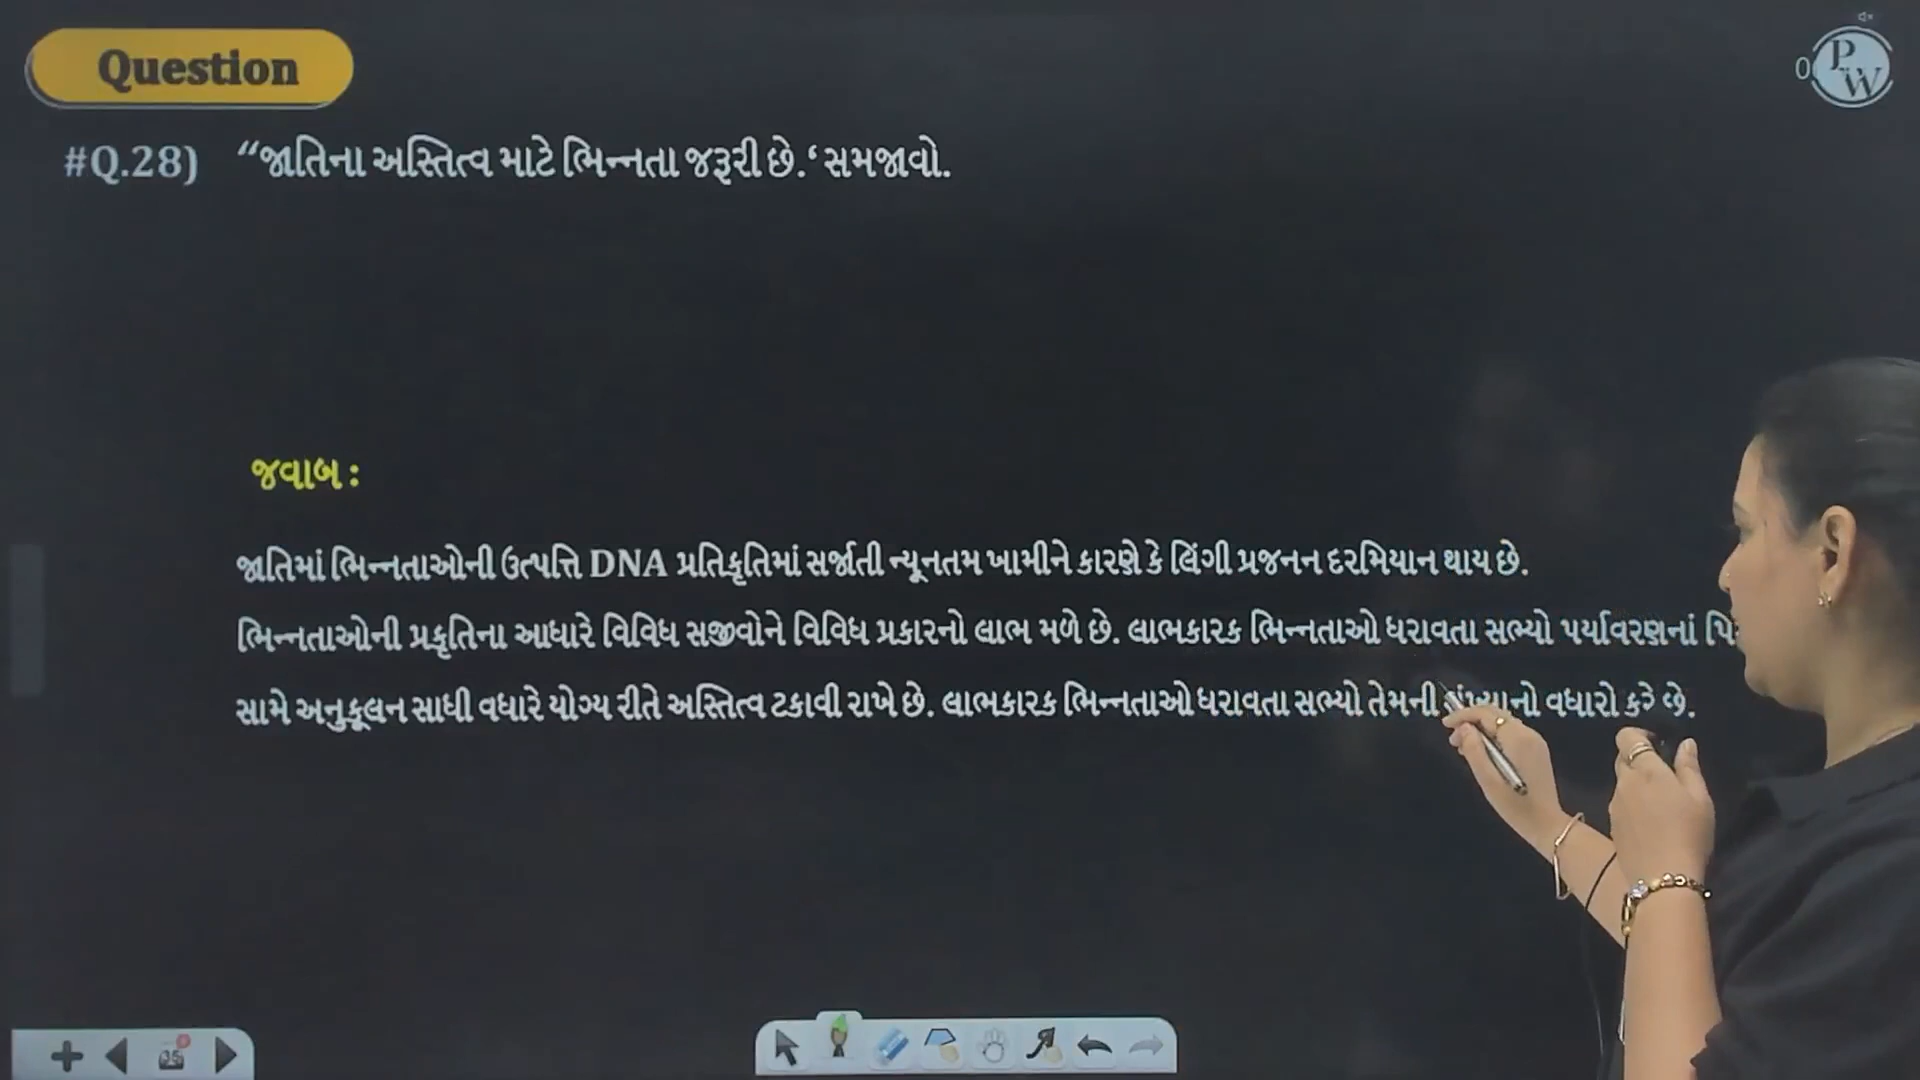 Question
PW
#Q.28) “જાતિના અસ્તિત્વ માટે ભિન્નતા જરૂરી છે.‘ સમજાવો.
જવાબ :
જાતિમાં ભિન્નતાઓની ઉત્પત્તિ DNA પ્રતિકૃતિમાં સર્જાતી ન્યૂનતમ ખામીને કારણે કે લિંગી પ્રજનન દરમિયાન થાય છે.
ભિન્નતાઓની પ્રકૃતિના આધારે વિવિધ સજીવોને વિવિધ પ્રકારનો લાભ મળે છે. લાભકારક ભિન્નતાઓ ધરાવતા સભ્યો પર્યાવરણનાં
સામે અનુકૂલન સાધી વધારે યોગ્ય રીતે અસ્તિત્વ ટકાવી રાખે છે. લાભકારક ભિન્નતાઓ ધરાવતા સભ્યો તેમની વધારો કરે છે.
35